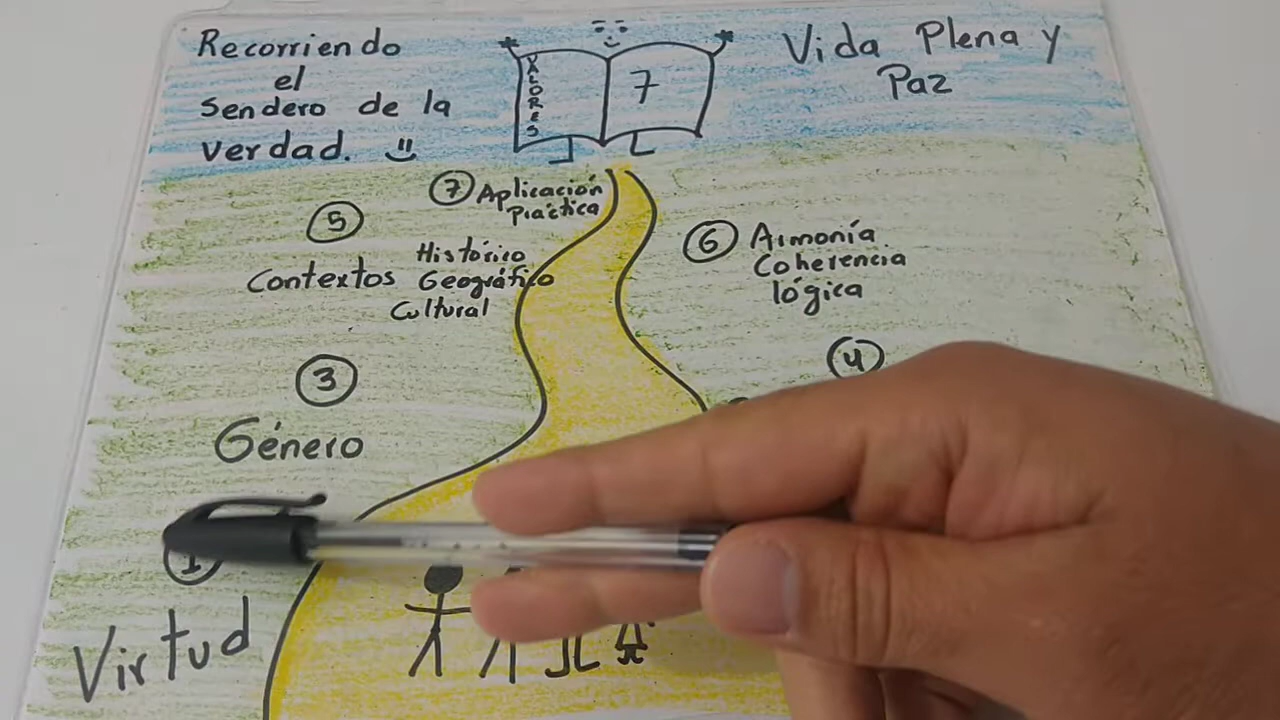 Recorriendo
el
Sendero de la
Verdad.
VALORES
7
Vida Plena y
Paz
7 Aplicación
Práctica
5
Contextos
Histórico
Geográfico
Cultural
6 Armonía
Coherencia
lógica
3
Género
4
1
Virtud